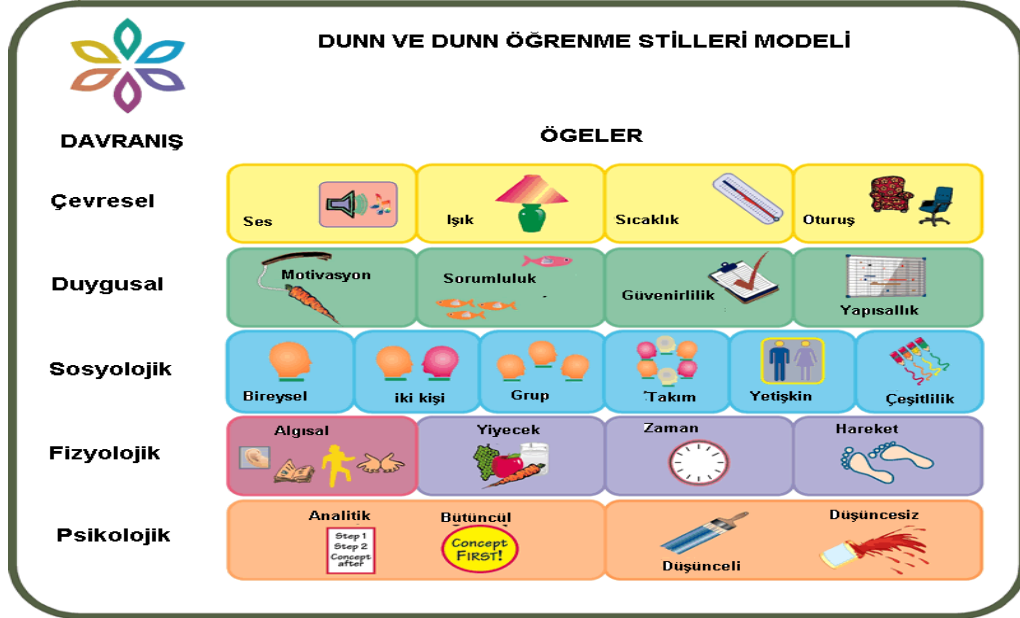 DUNN VE DUNN ÖĞRENME STİLLERİ MODELİ
DAVRANIŞ
ÖGELER
Çevresel
Ses
Işık
Sıcaklık
Oturuş
Duygusal
Motivasyon
Sorumluluk
Güvenirlilik
Yapısallık
Sosyolojik
Bireysel
iki kişi
Grup
Takım
Yetişkin
Çeşitlilik
Fizyolojik
Algısal
Yiyecek
Zaman
Hareket
Psikolojik
Analitik
Step 1
Step 2
Concept
after
Bütüncül
Concept
FIRST!
Düşünceli
Düşüncesiz